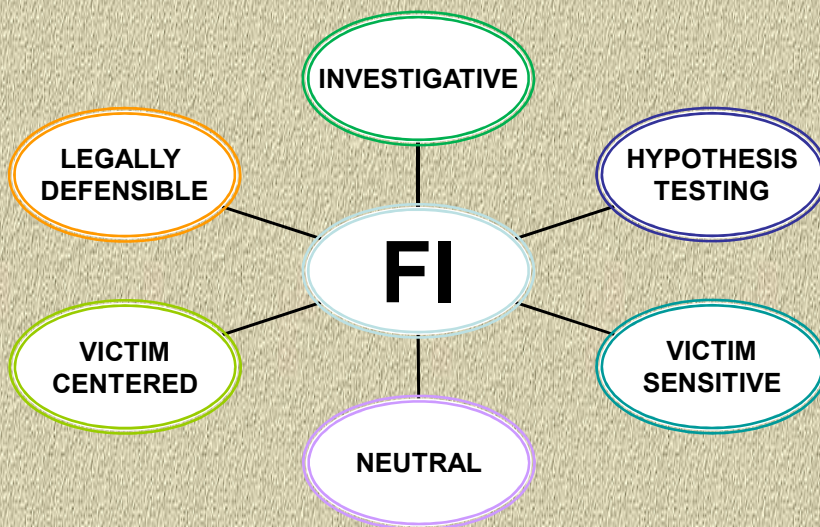 INVESTIGATIVE
LEGALLY
DEFENSIBLE
HYPOTHESIS
TESTING
FI
VICTIM
CENTERED
VICTIM
SENSITIVE
NEUTRAL